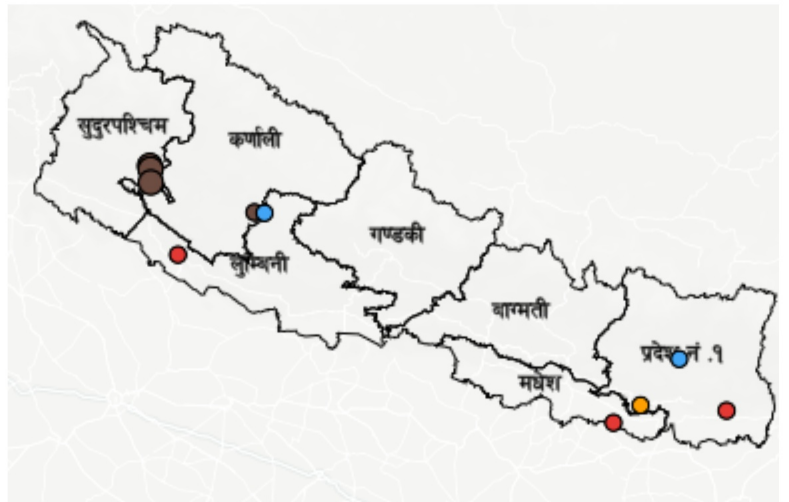 सुदुरपश्चिम
कर्णाली
गण्डकी
लुम्बिनी
बाग्मती
प्रदेश नं .१
मधेश